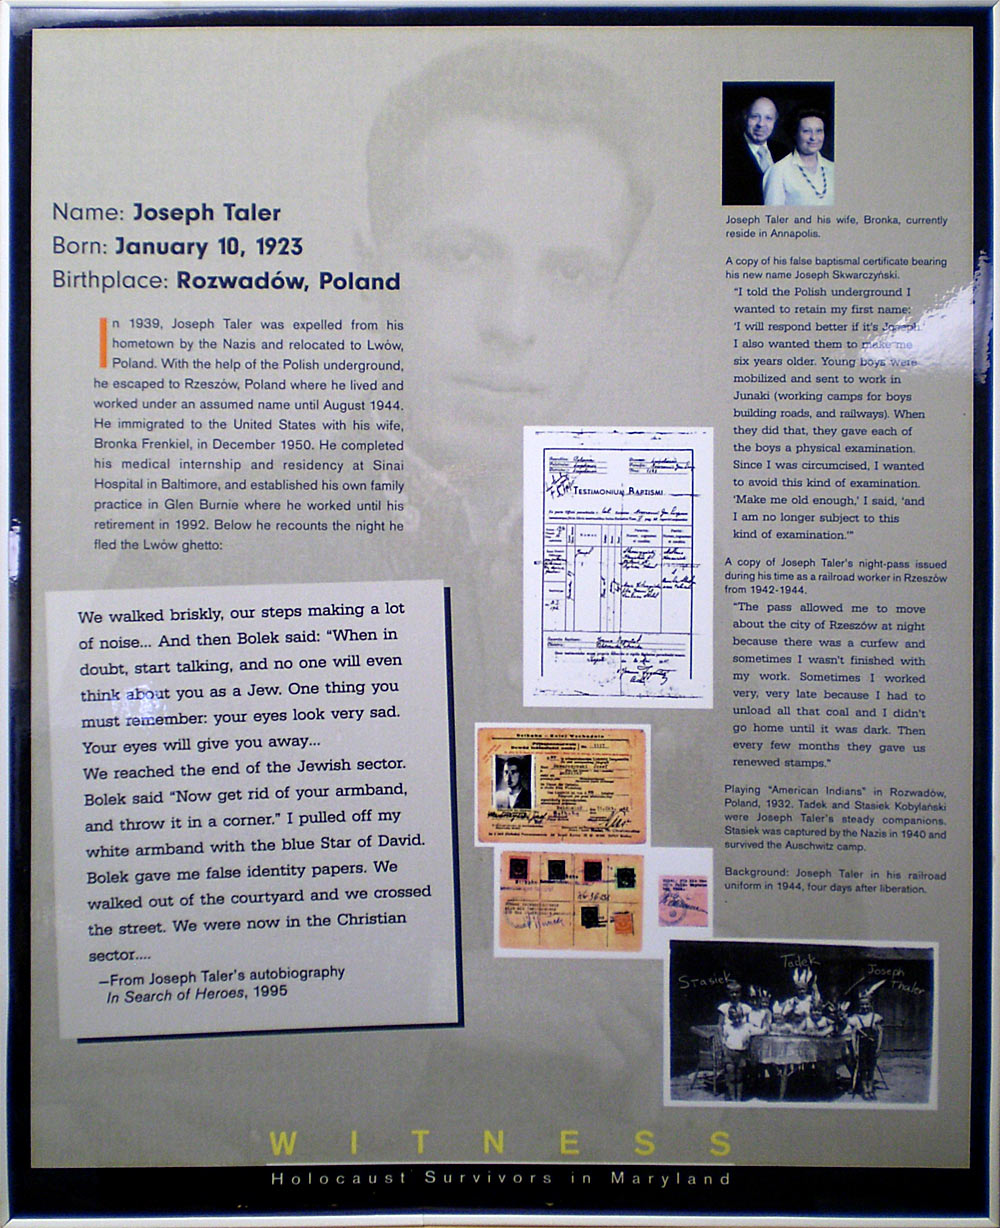 Name: Joseph Taler
Born: January 10, 1923
Birthplace: Rozwadów, Poland
In 1939, Joseph Taler was expelled from his
hometown by the Nazis and relocated to Lwów,
Poland. With the help of the Polish underground,
he escaped to Rzeszów, Poland where he lived and
worked under an assumed name until August 1944.
He immigrated to the United States with his wife,
Bronka Frenkiel, in December 1950. He completed
his medical internship and residency at Sinai
Hospital in Baltimore, and established his own family
practice in Glen Burnie where he worked until his
retirement in 1992. Below he recounts the night he
fled the Lwów ghetto:
We walked briskly, our steps making a lot
of noise... And then Bolek said: “When in
doubt, start talking, and no one will even
think about you as a Jew. One thing you
must remember: your eyes look very sad.
Your eyes will give you away...
We reached the end of the Jewish sector.
Bolek said “Now get rid of your armband,
and throw it in a corner.” I pulled off my
white armband with the blue Star of David.
Bolek gave me false identity papers. We
walked out of the courtyard and we crossed
the street. We were now in the Christian
sector....
—From Joseph Taler’s autobiography
In Search of Heroes, 1995
Joseph Taler and his wife, Bronka, currently
reside in Annapolis.
A copy of his false baptismal certificate bearing
his new name Joseph Skwarczyński.
“I told the Polish underground I
wanted to retain my first name:
‘I will respond better if it’s Joseph.’
I also wanted them to make me
six years older. Young boys were
mobilized and sent to work in
Junaki (working camps for boys
building roads, and railways). When
they did that, they gave each of
the boys a physical examination.
Since I was circumcised, I wanted
to avoid this kind of examination.
‘Make me old enough,’ I said, ‘and
I am no longer subject to this
kind of examination.’”
A copy of Joseph Taler’s night-pass issued
during his time as a railroad worker in Rzeszów
from 1942-1944.
“The pass allowed me to move
about the city of Rzeszów at night
because there was a curfew and
sometimes I wasn’t finished with
my work. Sometimes I worked
very, very late because I had to
unload all that coal and I didn’t
go home until it was dark. Then
every few months they gave us
renewed stamps.”
Playing “American Indians” in Rozwadów,
Poland, 1932. Tadek and Stasiek Kobylański
were Joseph Taler’s steady companions.
Stasiek was captured by the Nazis in 1940 and
survived the Auschwitz camp.
Background: Joseph Taler in his railroad
uniform in 1944, four days after liberation.
TESTIMONIUM BAPTISMI
Stasiek
Tadek
Joseph
Thaler
WITNESS
Holocaust Survivors in Maryland